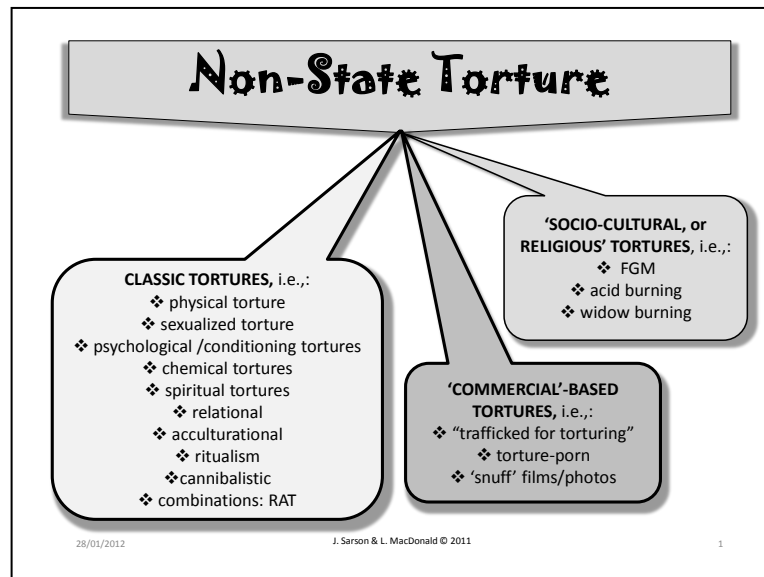 Non-State Torture
CLASSIC TORTURES, i.e.,:
❖ physical torture
❖ sexualized torture
❖ psychological /conditioning tortures
❖ chemical tortures
❖ spiritual tortures
❖ relational
❖ acculturational
❖ ritualism
❖cannibalistic
❖ combinations: RAT
‘COMMERCIAL’-BASED
TORTURES, i.e.,:
❖ “trafficked for torturing”
❖ torture-porn
❖ ‘snuff’ films/photos
‘SOCIO-CULTURAL, or
RELIGIOUS’ TORTURES, i.e.,:
❖ FGM
❖ acid burning
❖ widow burning
28/01/2012
J. Sarson & L. MacDonald © 2011
1